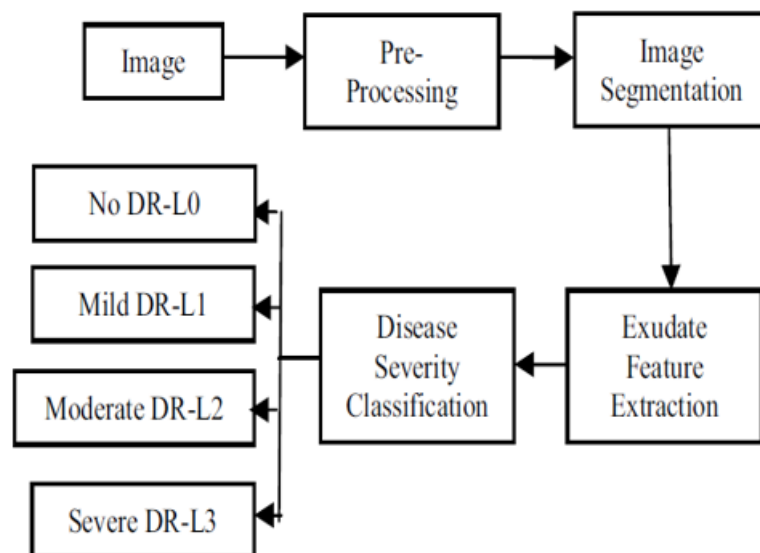 Image
Pre-
Processing
Image
Segmentation
No DR-L0
Mild DR-L1
Moderate DR-L2
Severe DR-L3
Disease
Severity
Classification
Exudate
Feature
Extraction